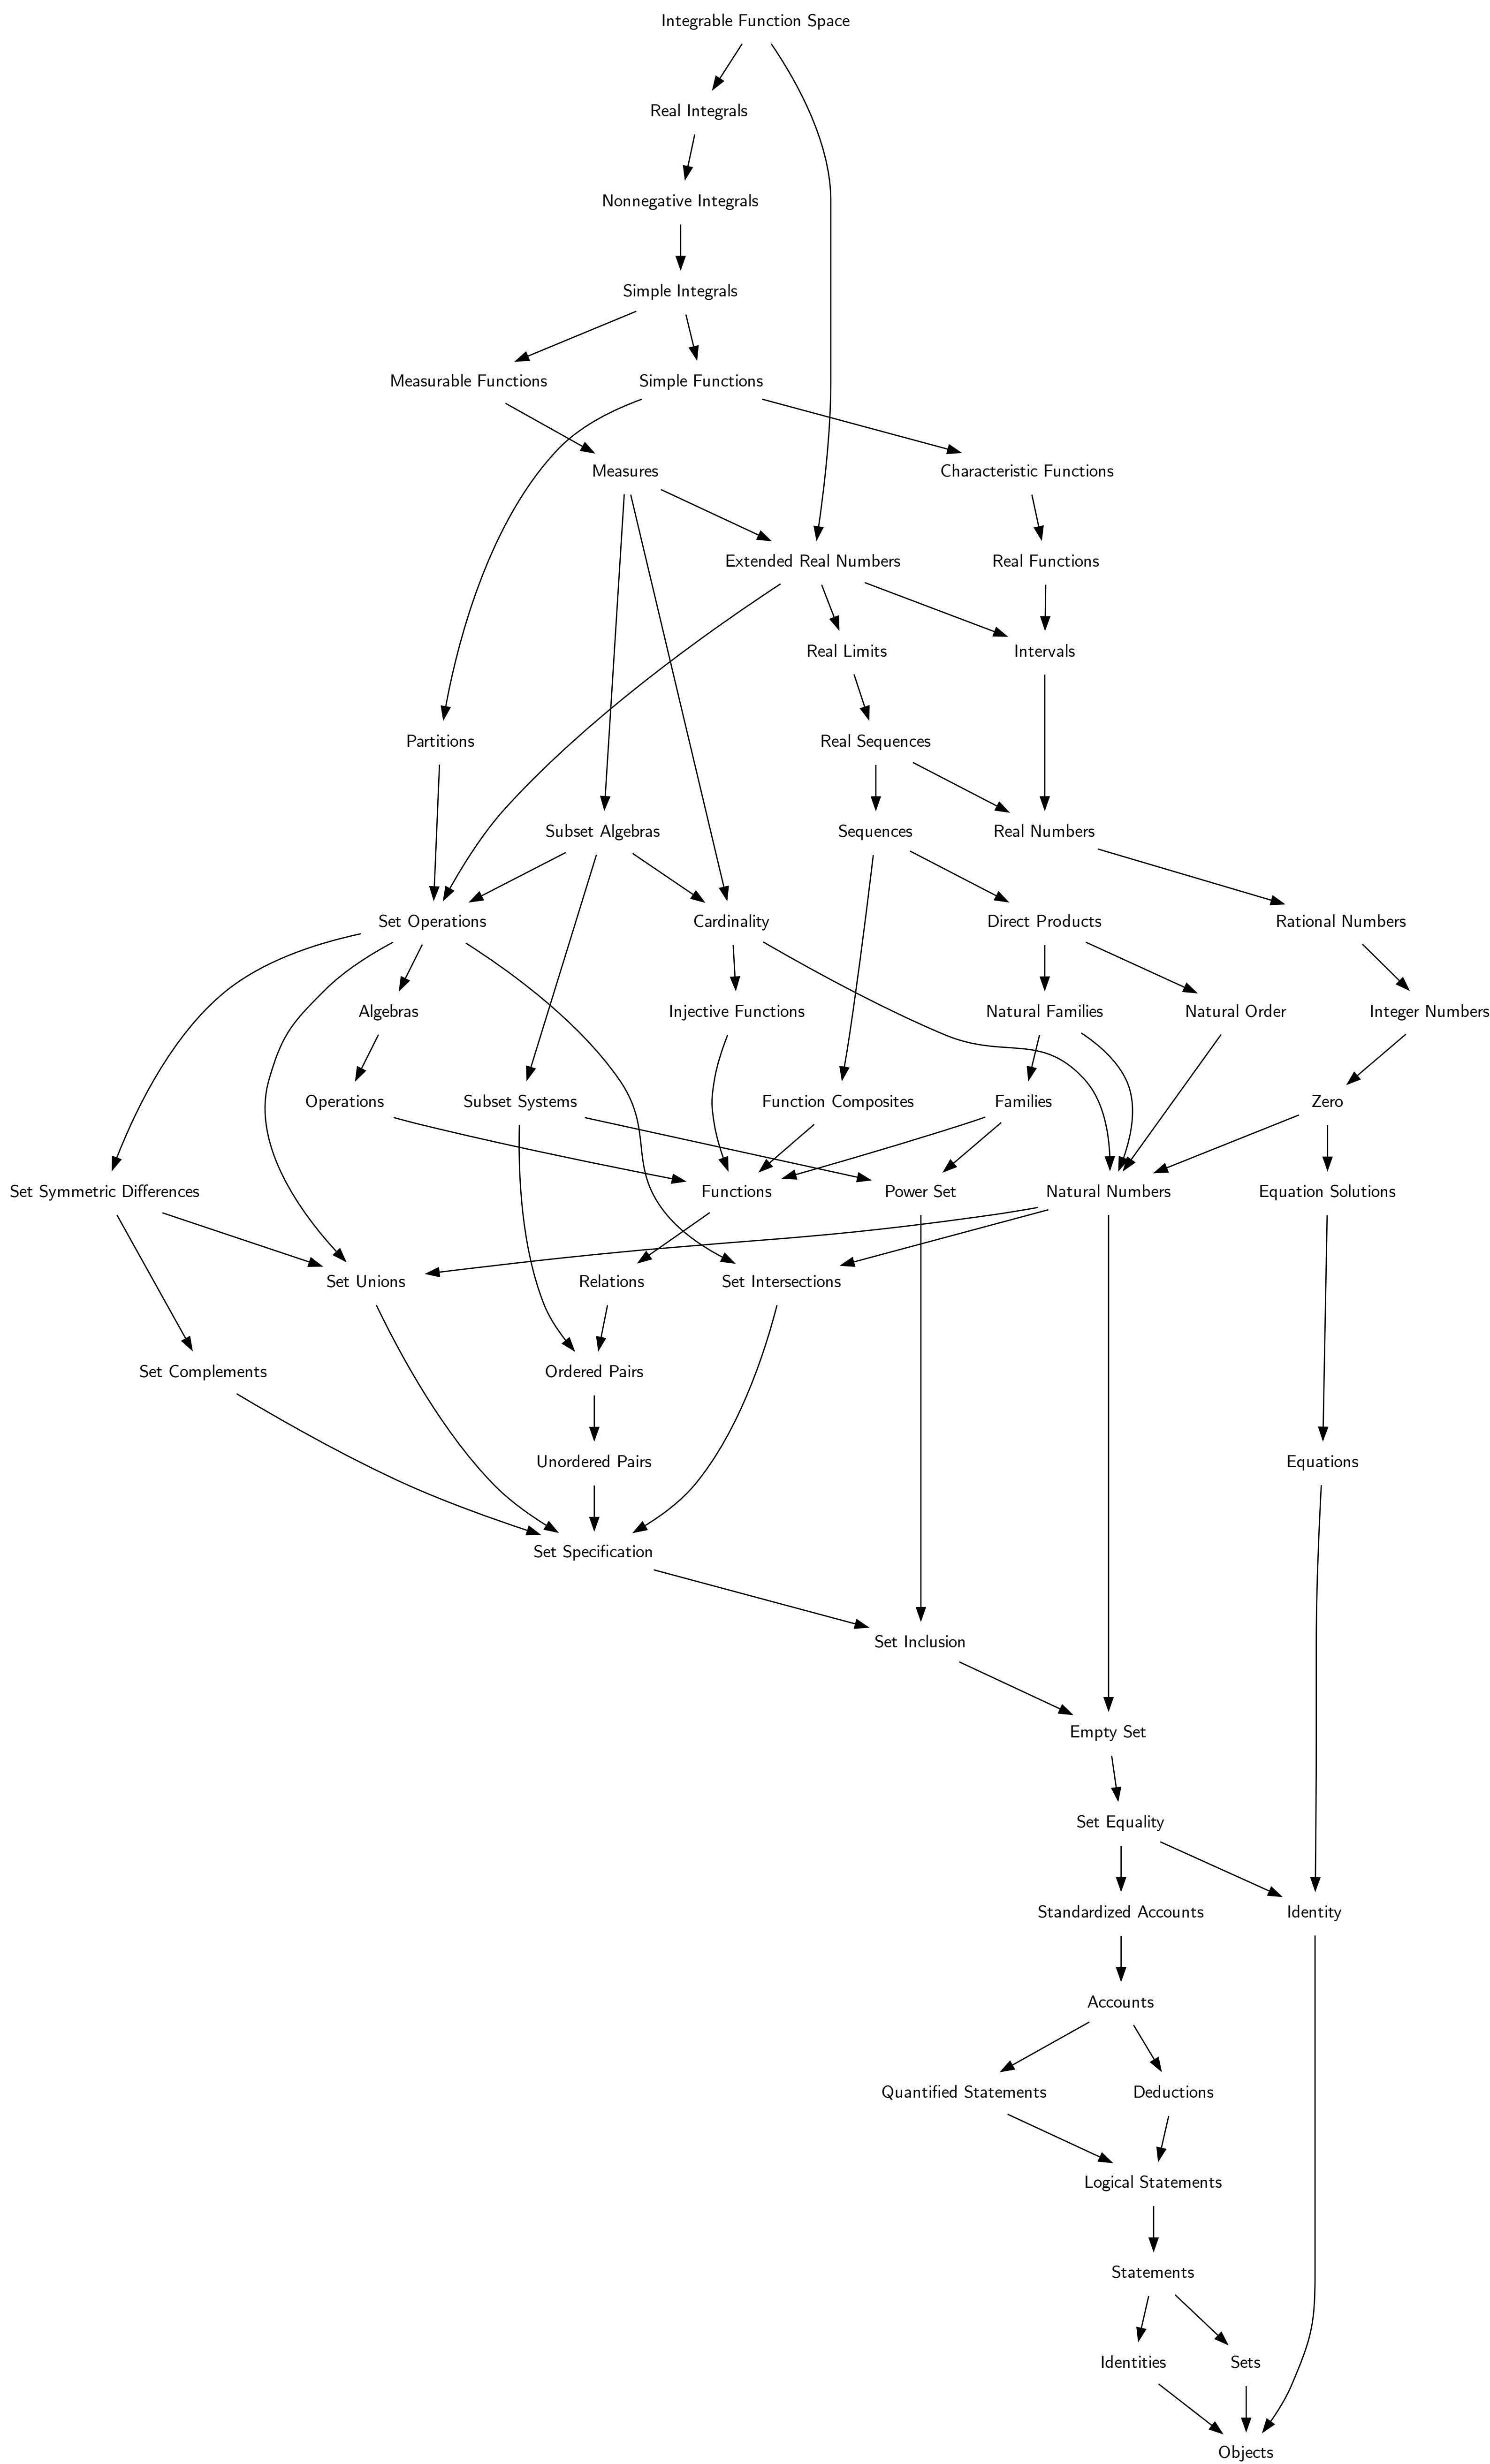 Integrable Function Space
Real Integrals
Nonnegative Integrals
Simple Integrals
Measurable Functions
Simple Functions
Measures
Characteristic Functions
Extended Real Numbers
Real Functions
Real Limits
Intervals
Partitions
Real Sequences
Subset Algebras
Sequences
Real Numbers
Set Operations
Cardinality
Direct Products
Rational Numbers
Algebras
Injective Functions
Natural Families
Natural Order
Integer Numbers
Operations
Subset Systems
Function Composites
Families
Zero
Set Symmetric Differences
Functions
Power Set
Natural Numbers
Equation Solutions
Set Unions
Relations
Set Intersections
Set Complements
Ordered Pairs
Unordered Pairs
Equations
Set Specification
Set Inclusion
Empty Set
Set Equality
Standardized Accounts
Identity
Accounts
Quantified Statements
Deductions
Logical Statements
Statements
Identities
Sets
Objects